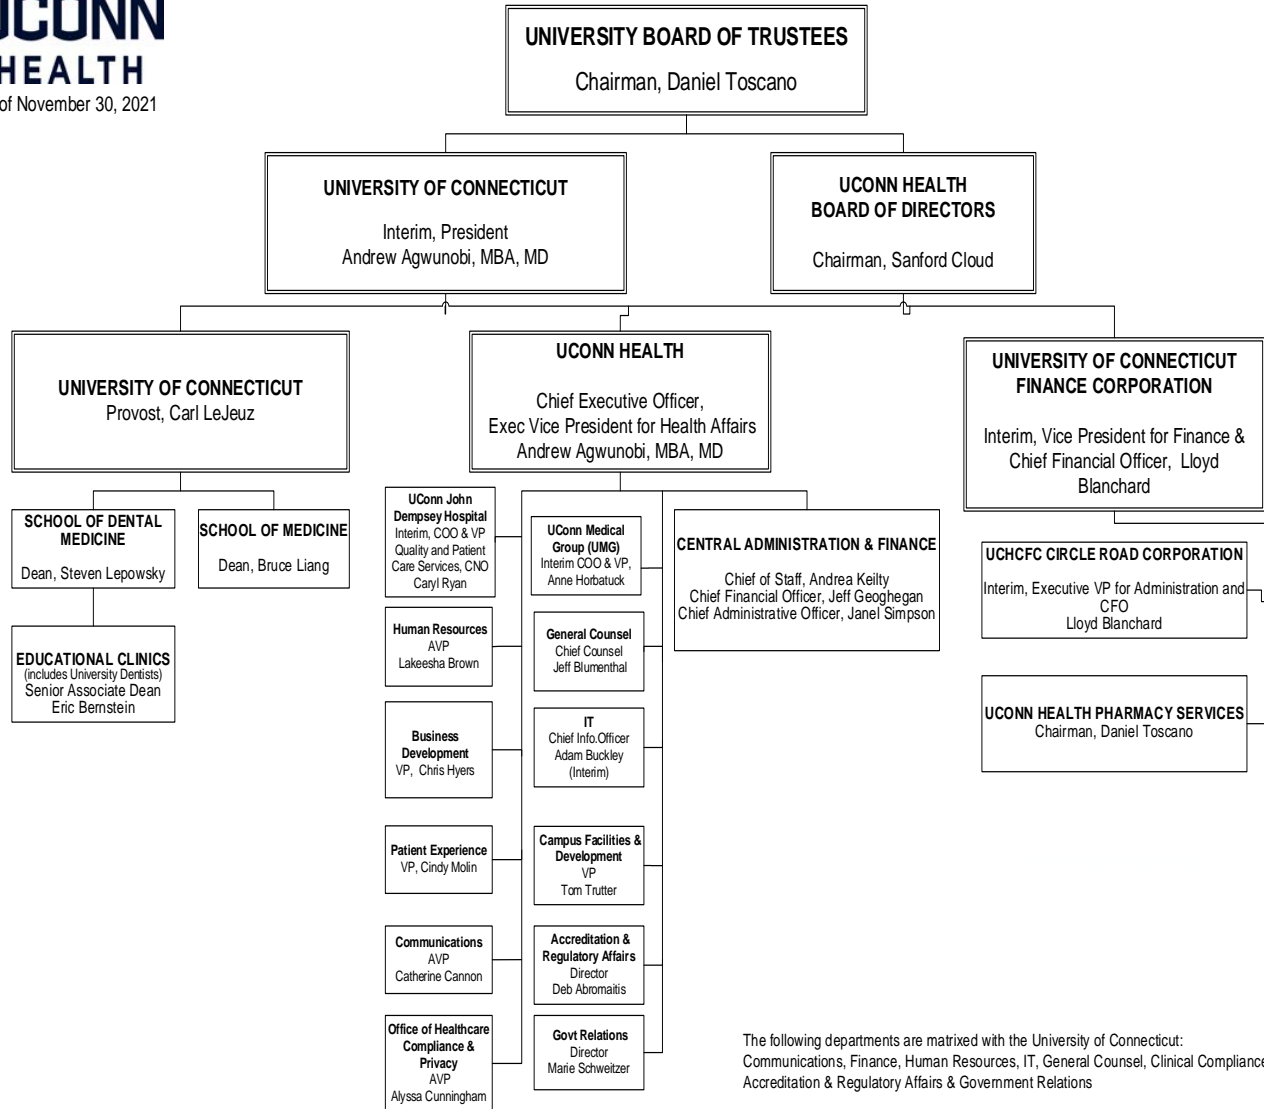 UCONN
HEALTH
of November 30, 2021
UNIVERSITY BOARD OF TRUSTEES
Chairman, Daniel Toscano
UNIVERSITY OF CONNECTICUT
Interim, President
Andrew Agwunobi, MBA, MD
UCONN HEALTH
BOARD OF DIRECTORS
Chairman, Sanford Cloud
UNIVERSITY OF CONNECTICUT
Provost, Carl LeJeuz
UCONN HEALTH
Chief Executive Officer,
Exec Vice President for Health Affairs
Andrew Agwunobi, MBA, MD
UNIVERSITY OF CONNECTICUT
FINANCE CORPORATION
Interim, Vice President for Finance &
Chief Financial Officer, Lloyd
Blanchard
SCHOOL OF DENTAL
MEDICINE
Dean, Steven Lepowsky
SCHOOL OF MEDICINE
Dean, Bruce Liang
EDUCATIONAL CLINICS
(includes University Dentists)
Senior Associate Dean
Eric Bernstein
UConn John
Dempsey Hospital
Interim, COO & VP
Quality and Patient
Care Services, CNO
Caryl Ryan
UConn Medical
Group (UMG)
Interim COO & VP,
Anne Horbatuck
CENTRAL ADMINISTRATION & FINANCE
Chief of Staff, Andrea Keilty
Chief Financial Officer, Jeff Geoghegan
Chief Administrative Officer, Janel Simpson
UCHCFC CIRCLE ROAD CORPORATION
Interim, Executive VP for Administration and
CFO
Lloyd Blanchard
UCONN HEALTH PHARMACY SERVICES
Chairman, Daniel Toscano
Human Resources
AVP
Lakeesha Brown
General Counsel
Chief Counsel
Jeff Blumenthal
Business
Development
VP, Chris Hyers
IT
Chief Info.Officer
Adam Buckley
(Interim)
Patient Experience
VP, Cindy Molin
Campus Facilities &
Development
VP
Tom Trutter
Communications
AVP
Catherine Cannon
Accreditation &
Regulatory Affairs
Director
Deb Abromaitis
Office of Healthcare
Compliance &
Privacy
AVP
Alyssa Cunningham
Govt Relations
Director
Marie Schweitzer
The following departments are matrixed with the University of Connecticut:
Communications, Finance, Human Resources, IT, General Counsel, Clinical Compliance
Accreditation & Regulatory Affairs & Government Relations